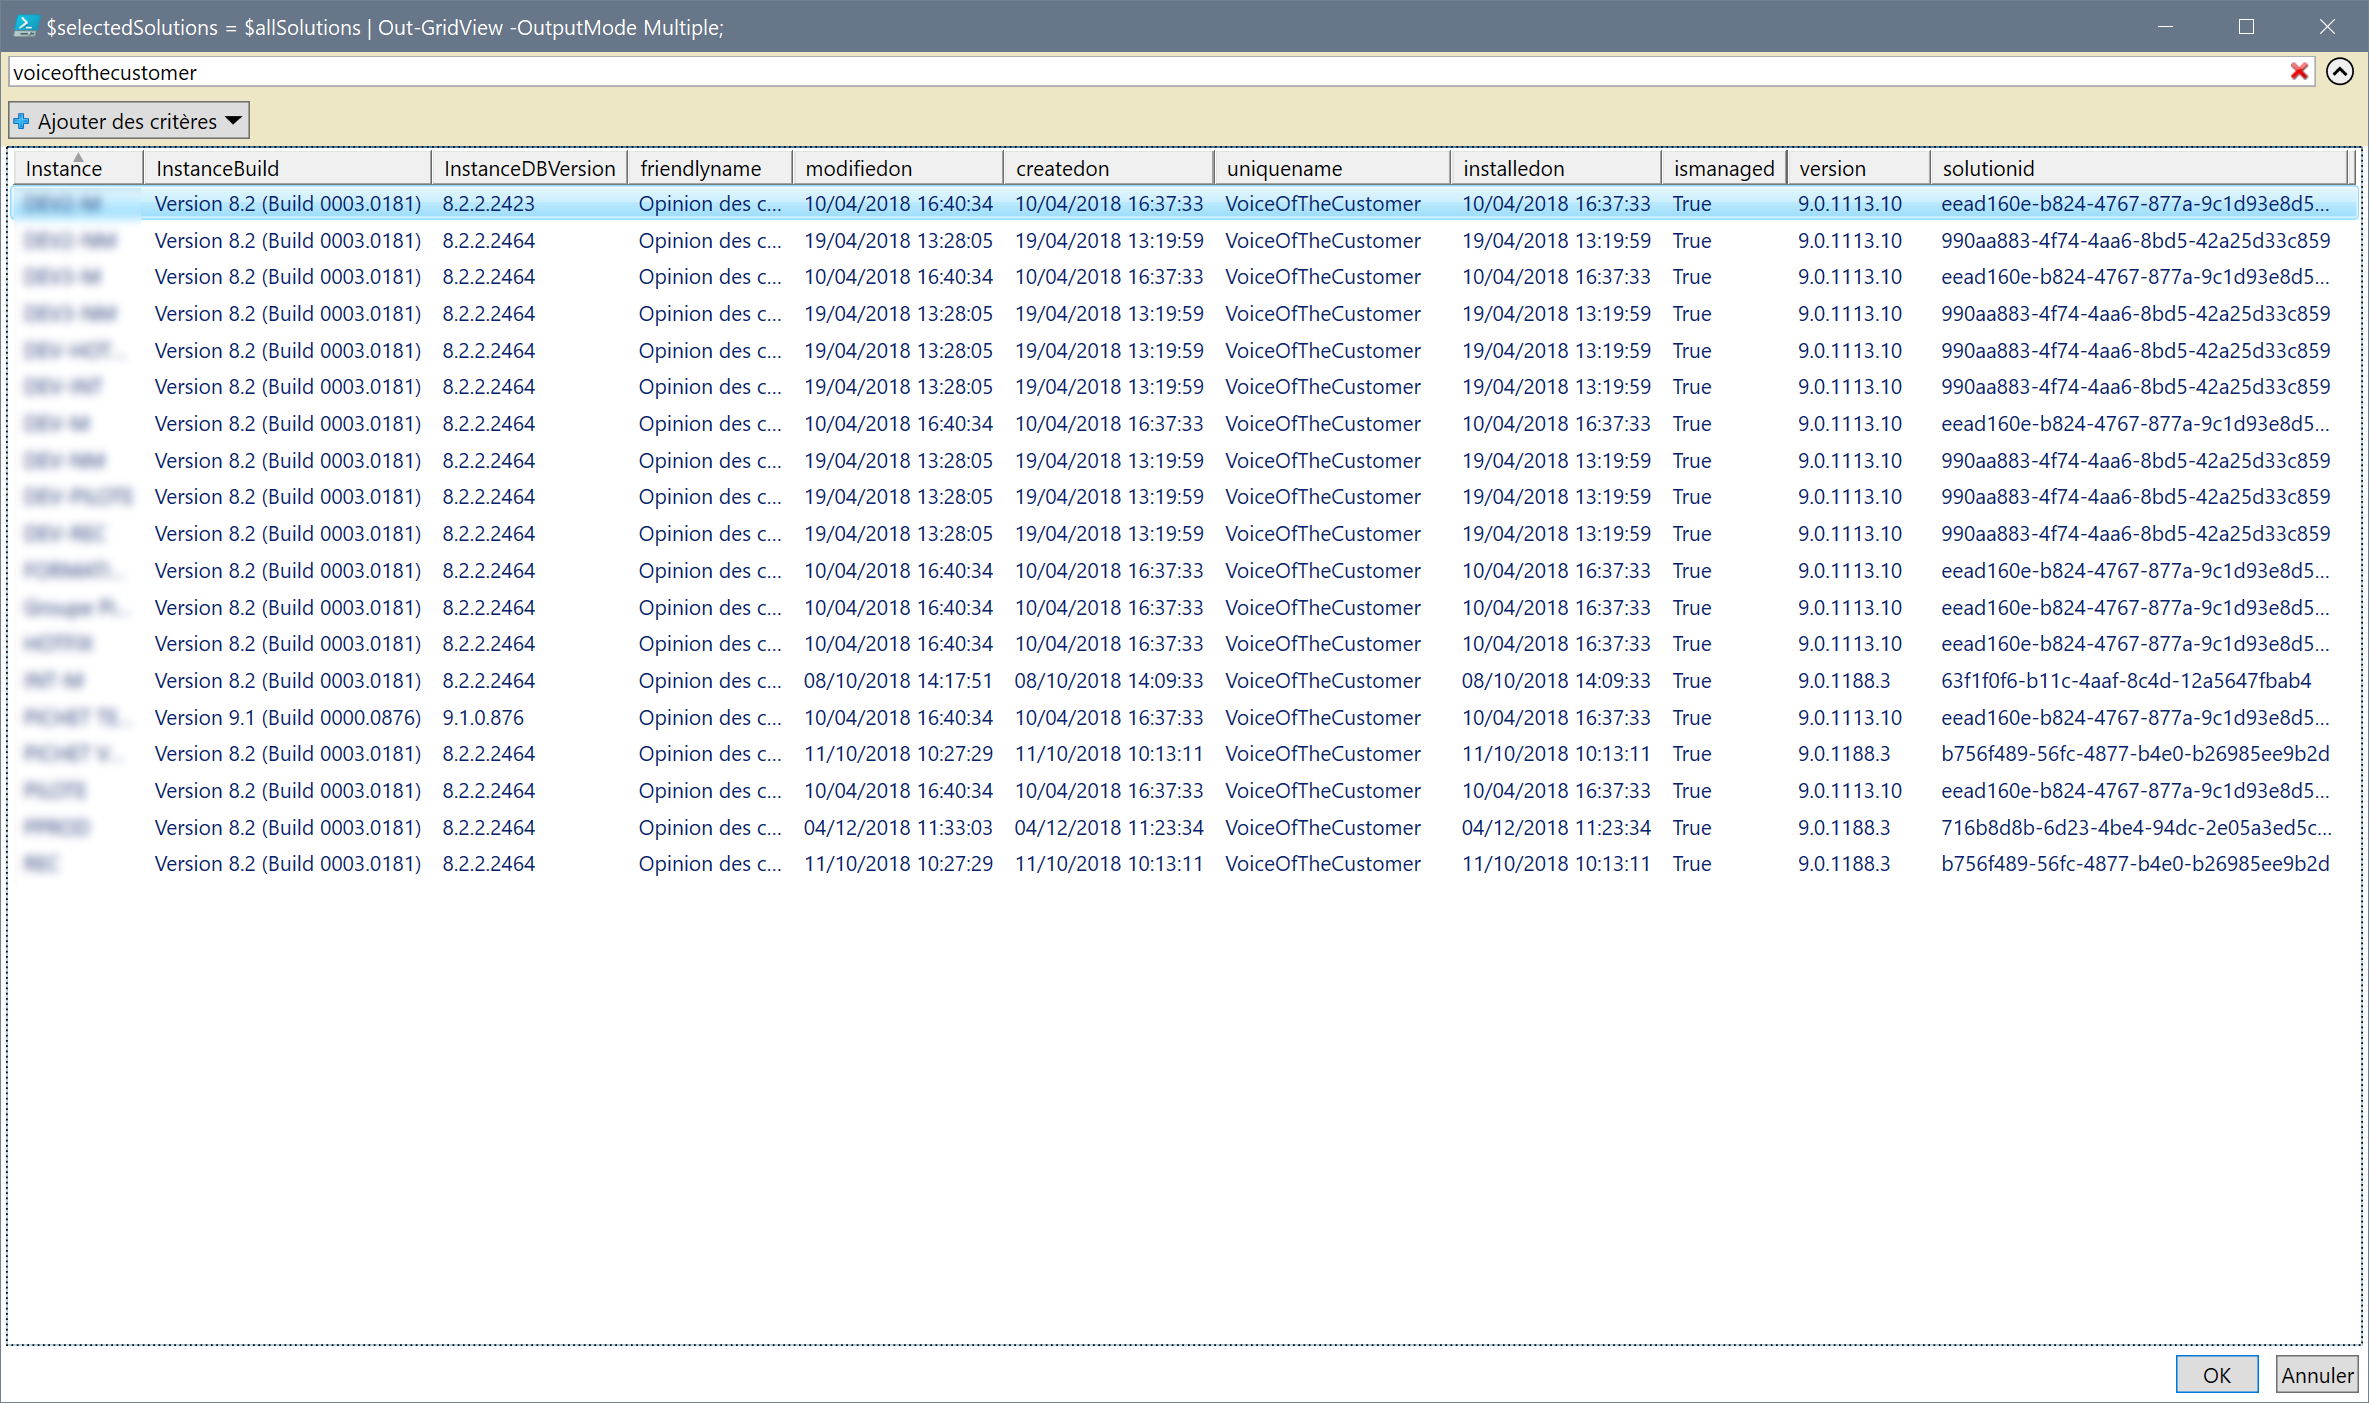 $selectedSolutions = $allSolutions | Out-GridView -OutputMode Multiple;
voiceofthecustomer
Ajouter des critères
Instance InstanceBuild InstanceDBVersion friendlyname modifiedon createdon uniquename installedon ismanaged version solutionid
Version 8.2 (Build 0003.0181) 8.2.2.2423 Opinion des c... 10/04/2018 16:40:34 10/04/2018 16:37:33 VoiceOfTheCustomer 10/04/2018 16:37:33 True 9.0.1113.10 eead160e-b824-4767-877a-9c1d93e8d5...
Version 8.2 (Build 0003.0181) 8.2.2.2464 Opinion des c... 19/04/2018 13:28:05 19/04/2018 13:19:59 VoiceOfTheCustomer 19/04/2018 13:19:59 True 9.0.1113.10 990aa883-4f74-4aa6-8bd5-42a25d33c859
Version 8.2 (Build 0003.0181) 8.2.2.2464 Opinion des c... 10/04/2018 16:40:34 10/04/2018 16:37:33 VoiceOfTheCustomer 10/04/2018 16:37:33 True 9.0.1113.10 eead160e-b824-4767-877a-9c1d93e8d5...
Version 8.2 (Build 0003.0181) 8.2.2.2464 Opinion des c... 19/04/2018 13:28:05 19/04/2018 13:19:59 VoiceOfTheCustomer 19/04/2018 13:19:59 True 9.0.1113.10 990aa883-4f74-4aa6-8bd5-42a25d33c859
Version 8.2 (Build 0003.0181) 8.2.2.2464 Opinion des c... 19/04/2018 13:28:05 19/04/2018 13:19:59 VoiceOfTheCustomer 19/04/2018 13:19:59 True 9.0.1113.10 990aa883-4f74-4aa6-8bd5-42a25d33c859
Version 8.2 (Build 0003.0181) 8.2.2.2464 Opinion des c... 19/04/2018 13:28:05 19/04/2018 13:19:59 VoiceOfTheCustomer 19/04/2018 13:19:59 True 9.0.1113.10 990aa883-4f74-4aa6-8bd5-42a25d33c859
Version 8.2 (Build 0003.0181) 8.2.2.2464 Opinion des c... 10/04/2018 16:40:34 10/04/2018 16:37:33 VoiceOfTheCustomer 10/04/2018 16:37:33 True 9.0.1113.10 eead160e-b824-4767-877a-9c1d93e8d5...
Version 8.2 (Build 0003.0181) 8.2.2.2464 Opinion des c... 19/04/2018 13:28:05 19/04/2018 13:19:59 VoiceOfTheCustomer 19/04/2018 13:19:59 True 9.0.1113.10 990aa883-4f74-4aa6-8bd5-42a25d33c859
Version 8.2 (Build 0003.0181) 8.2.2.2464 Opinion des c... 19/04/2018 13:28:05 19/04/2018 13:19:59 VoiceOfTheCustomer 19/04/2018 13:19:59 True 9.0.1113.10 990aa883-4f74-4aa6-8bd5-42a25d33c859
Version 8.2 (Build 0003.0181) 8.2.2.2464 Opinion des c... 19/04/2018 13:28:05 19/04/2018 13:19:59 VoiceOfTheCustomer 19/04/2018 13:19:59 True 9.0.1113.10 990aa883-4f74-4aa6-8bd5-42a25d33c859
Version 8.2 (Build 0003.0181) 8.2.2.2464 Opinion des c... 10/04/2018 16:40:34 10/04/2018 16:37:33 VoiceOfTheCustomer 10/04/2018 16:37:33 True 9.0.1113.10 eead160e-b824-4767-877a-9c1d93e8d5...
Version 8.2 (Build 0003.0181) 8.2.2.2464 Opinion des c... 10/04/2018 16:40:34 10/04/2018 16:37:33 VoiceOfTheCustomer 10/04/2018 16:37:33 True 9.0.1113.10 eead160e-b824-4767-877a-9c1d93e8d5...
Version 8.2 (Build 0003.0181) 8.2.2.2464 Opinion des c... 10/04/2018 16:40:34 10/04/2018 16:37:33 VoiceOfTheCustomer 10/04/2018 16:37:33 True 9.0.1113.10 eead160e-b824-4767-877a-9c1d93e8d5...
Version 8.2 (Build 0003.0181) 8.2.2.2464 Opinion des c... 08/10/2018 14:17:51 08/10/2018 14:09:33 VoiceOfTheCustomer 08/10/2018 14:09:33 True 9.0.1188.3 63f1f0f6-b11c-4aaf-8c4d-12a5647fbab4
Version 9.1 (Build 0000.0876) 9.1.0.876 Opinion des c... 10/04/2018 16:40:34 10/04/2018 16:37:33 VoiceOfTheCustomer 10/04/2018 16:37:33 True 9.0.1113.10 eead160e-b824-4767-877a-9c1d93e8d5...
Version 8.2 (Build 0003.0181) 8.2.2.2464 Opinion des c... 11/10/2018 10:27:29 11/10/2018 10:13:11 VoiceOfTheCustomer 11/10/2018 10:13:11 True 9.0.1188.3 b756f489-56fc-4877-b4e0-b26985ee9b2d
Version 8.2 (Build 0003.0181) 8.2.2.2464 Opinion des c... 10/04/2018 16:40:34 10/04/2018 16:37:33 VoiceOfTheCustomer 10/04/2018 16:37:33 True 9.0.1113.10 eead160e-b824-4767-877a-9c1d93e8d5...
Version 8.2 (Build 0003.0181) 8.2.2.2464 Opinion des c... 04/12/2018 11:33:03 04/12/2018 11:23:34 VoiceOfTheCustomer 04/12/2018 11:23:34 True 9.0.1188.3 716b8d8b-6d23-4be4-94dc-2e05a3ed5c...
Version 8.2 (Build 0003.0181) 8.2.2.2464 Opinion des c... 11/10/2018 10:27:29 11/10/2018 10:13:11 VoiceOfTheCustomer 11/10/2018 10:13:11 True 9.0.1188.3 b756f489-56fc-4877-b4e0-b26985ee9b2d
OK Annuler